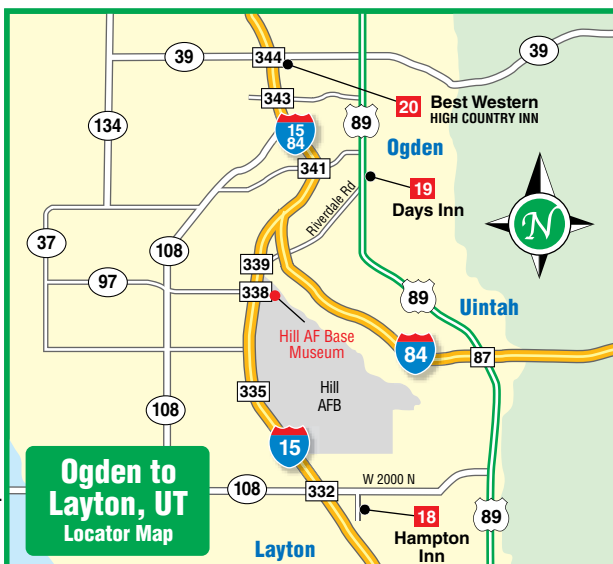 39
344
39
343
20 Best Western
HIGH COUNTRY INN
134
15
84
89
Ogden
341
19
Days Inn
Riverdale Rd
N
37
108
339
97
338
89
Uintah
Hill AF Base
Museum
84
87
Hill
AFB
335
108
15
Ogden to
Layton, UT
Locator Map
108
332
W 2000 N
18
Hampton
Inn
89
Layton